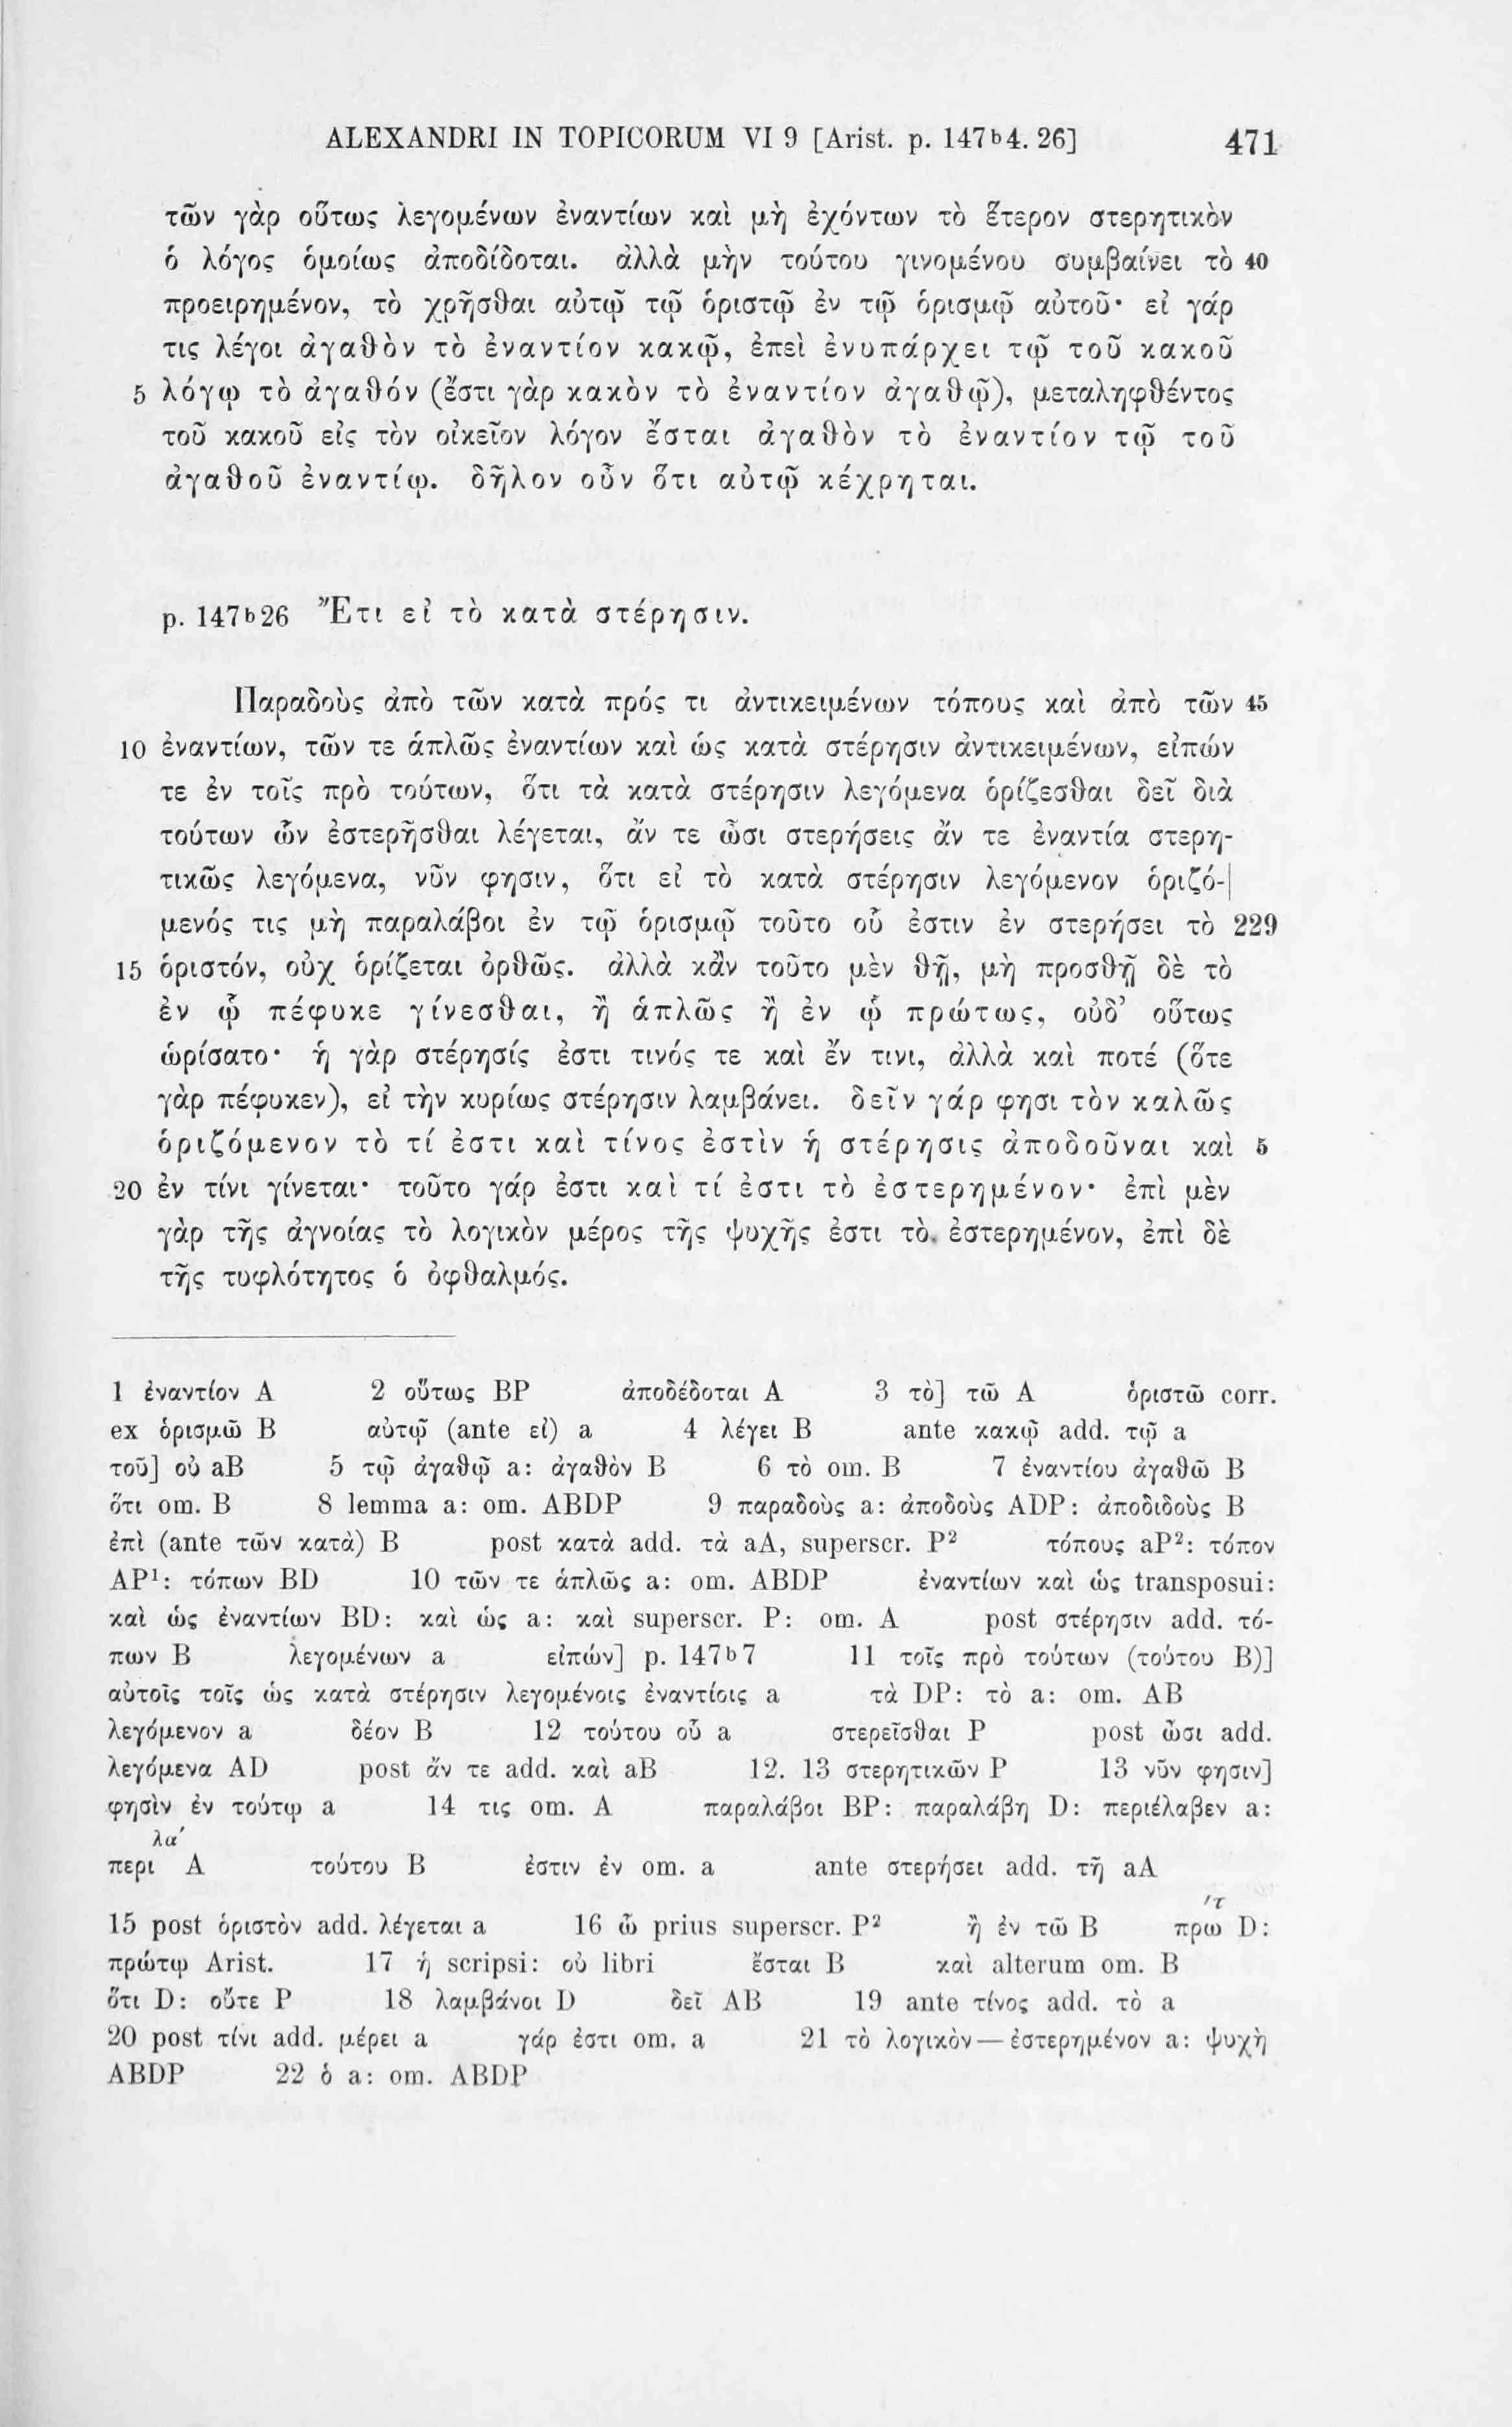 ALEXANDRI IN TOPICORUM VI 9 [Arist. p. 147ᵇ4. 26] 471
τῶν γὰρ οὕτως λεγομένων ἐναντίων καὶ μὴ ἐχόντων τὸ ἕτερον στερητικὸν
ὁ λόγος ὁμοίως ἀποδίδοται. ἀλλὰ μὴν τούτου γινομένου συμβαίνει τὸ 40
προειρημένον, τὸ χρῆσθαι αὐτῷ τῷ ὁριστῷ ἐν τῷ ὁρισμῷ αὐτοῦ· εἰ γάρ
τις λέγοι ἀγαθὸν τὸ ἐναντίον κακῷ, ἐπεὶ ἐνυπάρχει τῷ τοῦ κακοῦ
5 λόγῳ τὸ ἀγαθόν (ἔστι γὰρ κακὸν τὸ ἐναντίον ἀγαθῷ), μεταληφθέντος
τοῦ κακοῦ εἰς τὸν οἰκεῖον λόγον ἔσται ἀγαθὸν τὸ ἐναντίον τῷ τοῦ
ἀγαθοῦ ἐναντίῳ. δῆλον οὖν ὅτι αὐτῷ κέχρηται.
p. 147ᵇ26 Ἔτι εἰ τὸ κατὰ στέρησιν.
Παραδοὺς ἀπὸ τῶν κατὰ πρός τι ἀντικειμένων τόπους καὶ ἀπὸ τῶν 45
10 ἐναντίων, τῶν τε ἁπλῶς ἐναντίων καὶ ὡς κατὰ στέρησιν ἀντικειμένων, εἰπών
τε ἐν τοῖς πρὸ τούτων, ὅτι τὰ κατὰ στέρησιν λεγόμενα ὁρίζεσθαι δεῖ διὰ
τούτων ὧν ἐστερῆσθαι λέγεται, ἄν τε ὦσι στερήσεις ἄν τε ἐναντία στερη-
τικῶς λεγόμενα, νῦν φησιν, ὅτι εἰ τὸ κατὰ στέρησιν λεγόμενον ὁριζό-|
μενός τις μὴ παραλάβοι ἐν τῷ ὁρισμῷ τοῦτο οὗ ἐστιν ἐν στερήσει τὸ 229
15 ὁριστόν, οὐχ ὁρίζεται ὀρθῶς. ἀλλὰ κἂν τοῦτο μὲν θῇ, μὴ προσθῇ δὲ τὸ
ἐν ᾧ πέφυκε γίνεσθαι, ἢ ἁπλῶς ἢ ἐν ᾧ πρώτως, οὐδ’ οὕτως
ὡρίσατο· ἡ γὰρ στέρησίς ἐστι τινός τε καὶ ἔν τινι, ἀλλὰ καὶ ποτέ (ὅτε
γὰρ πέφυκεν), εἰ τὴν κυρίως στέρησιν λαμβάνει. δεῖν γάρ φησι τὸν καλῶς
ὁριζόμενον τὸ τί ἐστι καὶ τίνος ἐστὶν ἡ στέρησις ἀποδοῦναι καὶ 5
20 ἐν τίνι γίνεται· τοῦτο γάρ ἐστι καὶ τί ἐστι τὸ ἐστερημένον· ἐπὶ μὲν
γὰρ τῆς ἀγνοίας τὸ λογικὸν μέρος τῆς ψυχῆς ἐστι τὸ ἐστερημένον, ἐπὶ δὲ
τῆς τυφλότητος ὁ ὀφθαλμός.
1 ἐναντίον A 2 οὕτως BP ἀποδέδοται A 3 τὸ] τῶ A ὁριστῶ corr.
ex ὁρισμῶ B αὐτῷ (ante εἰ) a 4 λέγει B ante κακῷ add. τῷ a
τοῦ] οὐ aB 5 τῷ ἀγαθῷ a: ἀγαθὸν B 6 τὸ om. B 7 ἐναντίου ἀγαθῶ B
ὅτι om. B 8 lemma a: om. ABDP 9 παραδοὺς a: ἀποδοὺς ADP: ἀποδιδοὺς B
ἐπὶ (ante τῶν κατὰ) B post κατὰ add. τὰ aA, superscr. P² τόπους aP²: τόπον
AP¹: τόπων BD 10 τῶν τε ἁπλῶς a: om. ABDP ἐναντίων καὶ ὡς transposui:
καὶ ὡς ἐναντίων BD: καὶ ὡς a: καὶ superscr. P: om. A post στέρησιν add. τό-
πων B λεγομένων a εἰπών] p. 147ᵇ7 11 τοῖς πρὸ τούτων (τούτου B)]
αὐτοῖς τοῖς ὡς κατὰ στέρησιν λεγομένοις ἐναντίοις a τὰ DP: τὸ a: om. AB
λεγόμενον a δέον B 12 τούτου οὗ a στερεῖσθαι P post ὦσι add.
λεγόμενα AD post ἄν τε add. καὶ aB 12. 13 στερητικῶν P 13 νῦν φησιν]
φησὶν ἐν τούτῳ a 14 τις om. A παραλάβοι BP: παραλάβη D: περιέλαβεν a:
λα΄
περι A τούτου B ἐστιν ἐν om. a ante στερήσει add. τῆ aA
΄τ
15 post ὁριστὸν add. λέγεται a 16 ὧ prius superscr. P² ἢ ἐν τῶ B πρω D:
πρώτῳ Arist. 17 ἡ scripsi: οὐ libri ἔσται B καὶ alterum om. B
ὅτι D: οὔτε P 18 λαμβάνοι D δεῖ AB 19 ante τίνος add. τὸ a
20 post τίνι add. μέρει a γάρ ἐστι om. a 21 τὸ λογικὸν — ἐστερημένον a: ψυχὴ
ABDP 22 ὁ a: om. ABDP